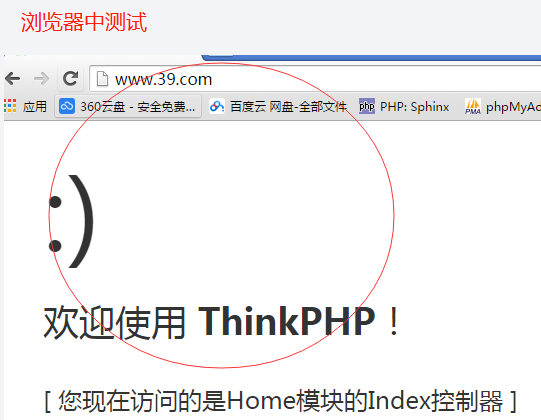 浏览器中测试
www.39.com
应用 360云盘 - 安全免费... 百度云 网盘-全部文件 php PHP: Sphinx PMA phpMyAd
:)
欢迎使用 ThinkPHP！
[ 您现在访问的是Home模块的Index控制器 ]